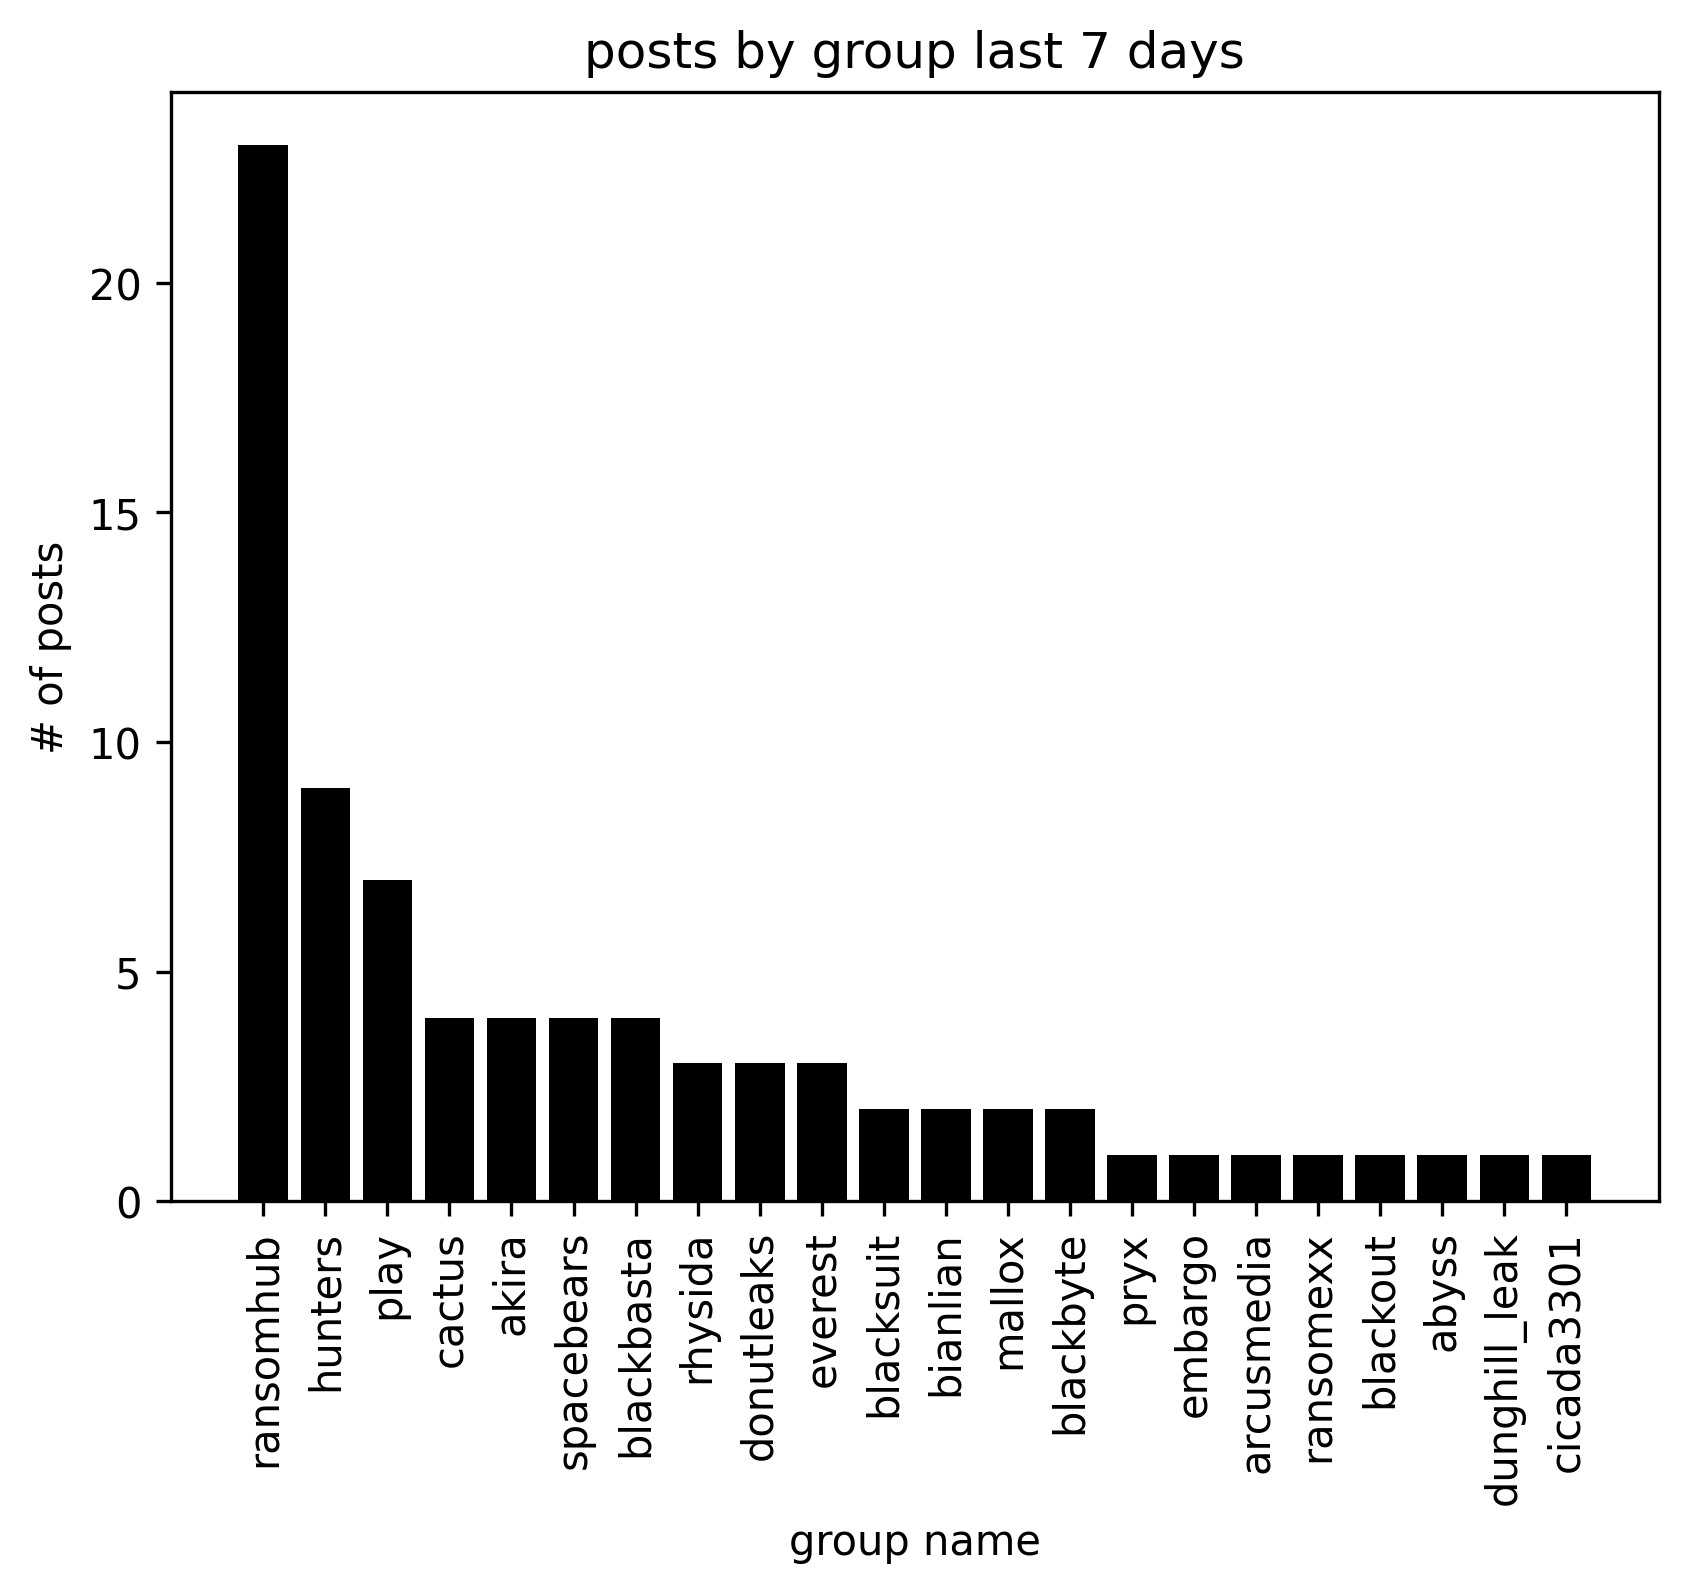 posts by group last 7 days
# of posts
20
15
10
5
0
ransomhub
hunters
play
cactus
akira
spacebears
blackbasta
rhysida
donutleaks
everest
blacksuit
bianlian
mallox
blackbyte
pryx
embargo
arcusmedia
ransomexx
blackout
abyss
dunghill_leak
cicada3301
group name